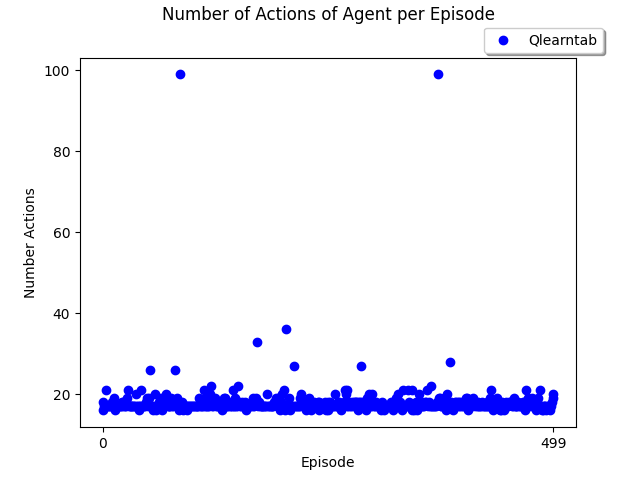 Number of Actions of Agent per Episode
Qlearntab
100
80
60
40
20
Number Actions
0
499
Episode